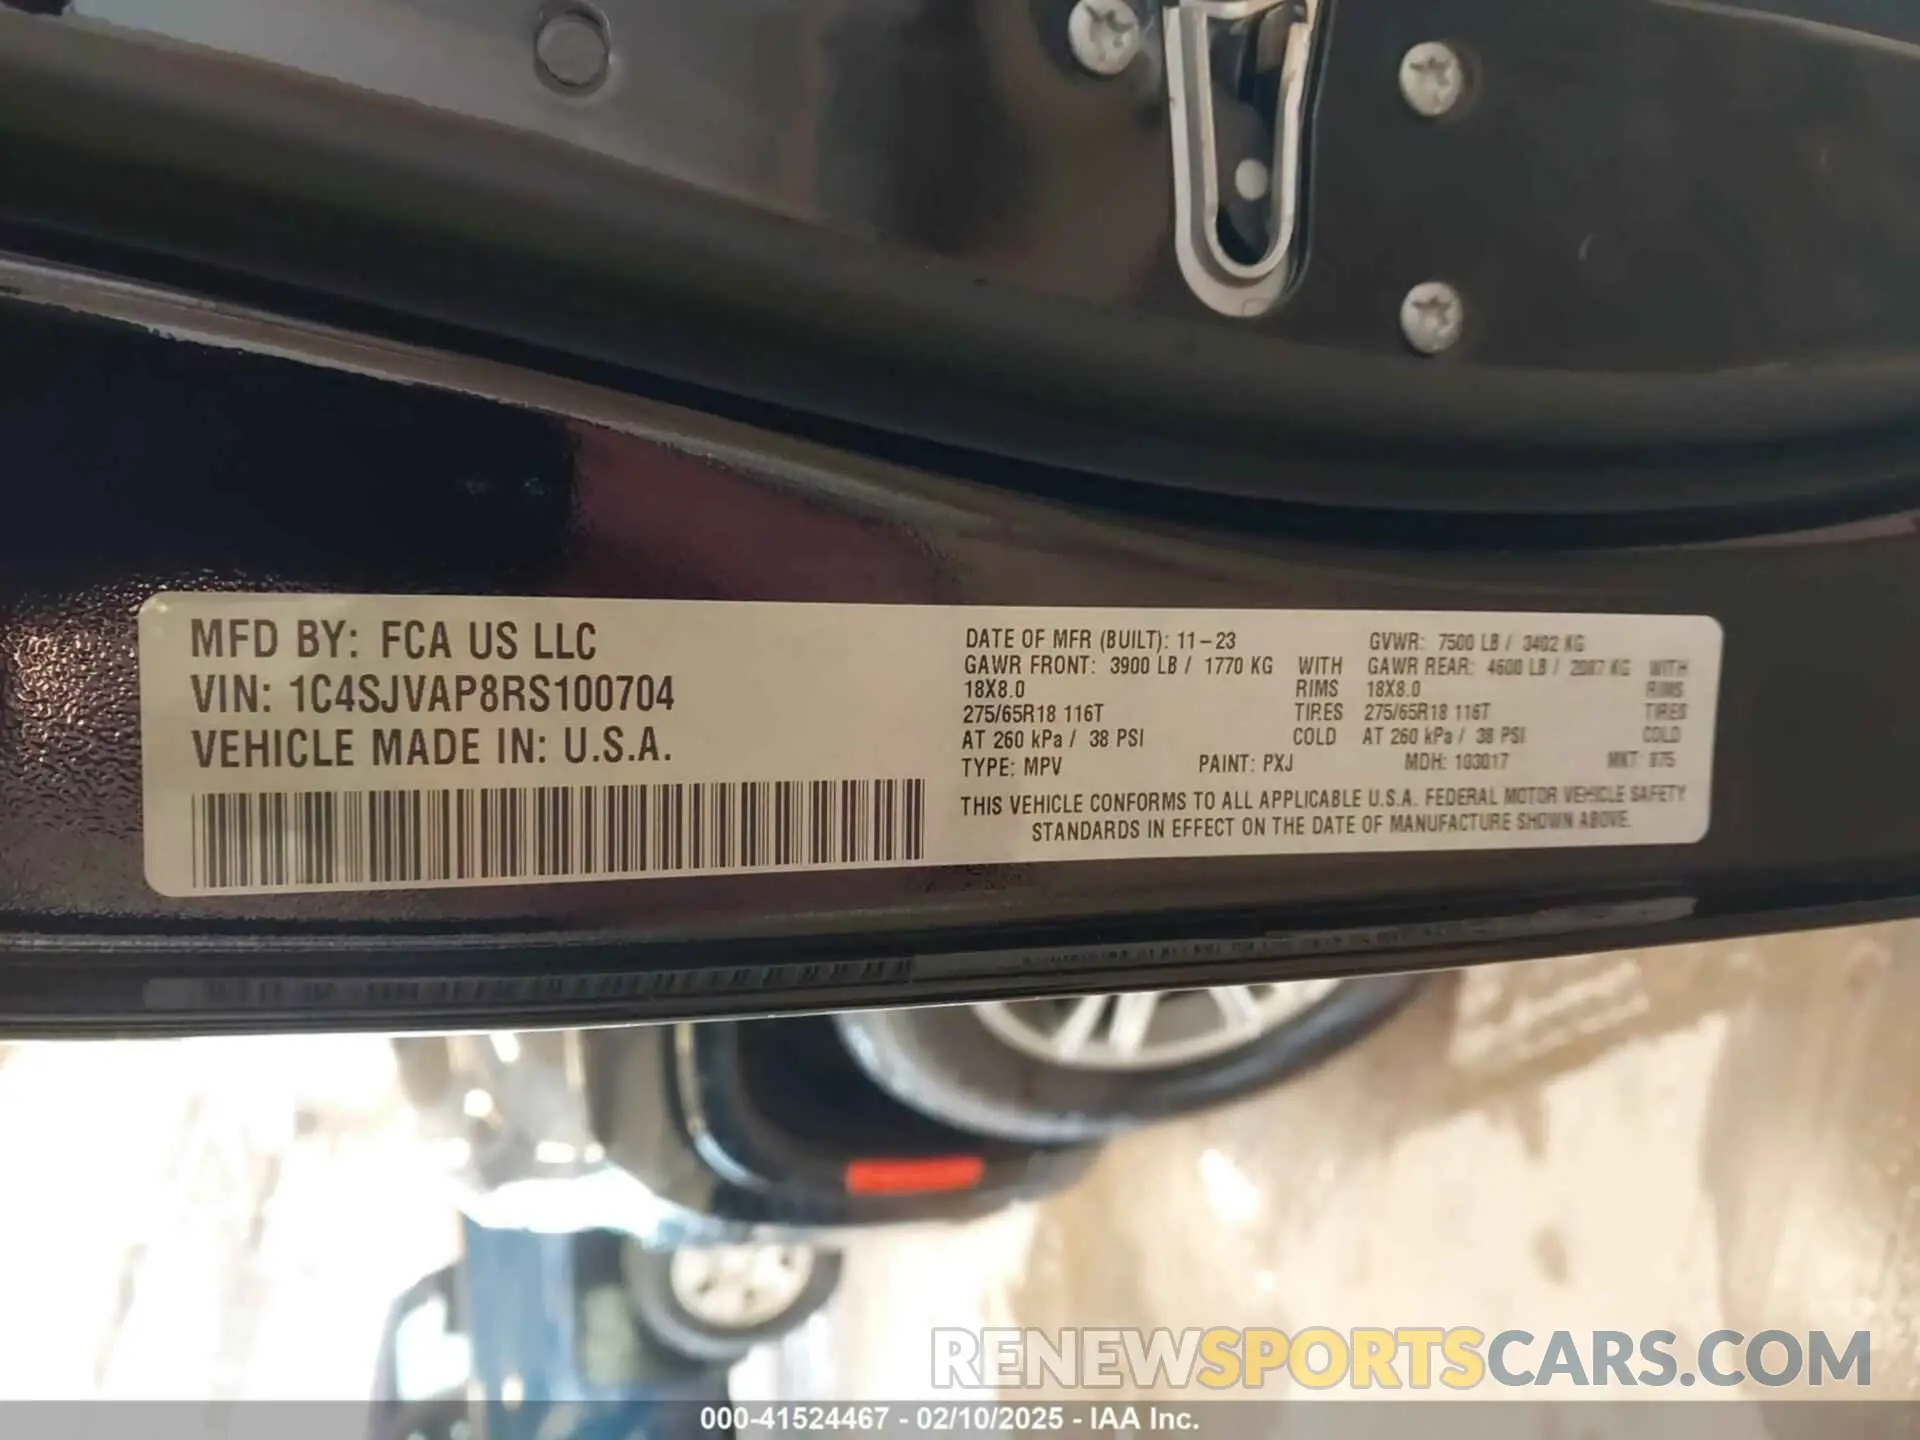 MFD BY: FCA US LLC
VIN: 1C4SJVAP8RS100704
VEHICLE MADE IN: U.S.A.
DATE OF MFR (BUILT): 11-23 GVWR: 7500 LB / 3402 KG
GAWR FRONT: 3900 LB / 1770 KG WITH GAWR REAR: 4600 LB / 2087 KG WITH
18X8.0 RIMS 18X8.0 RIMS
275/65R18 116T TIRES 275/65R18 116T TIRES
AT 260 kPa / 38 PSI COLD AT 260 kPa / 38 PSI COLD
TYPE: MPV PAINT: PXJ MDH: 103017 MKT:
THIS VEHICLE CONFORMS TO ALL APPLICABLE U.S.A. FEDERAL MOTOR VEHICLE SAFETY
STANDARDS IN EFFECT ON THE DATE OF MANUFACTURE SHOWN ABOVE.
RENEWSPORTSCARS.COM
000-41524467 - 02/10/2025 - IAA Inc.